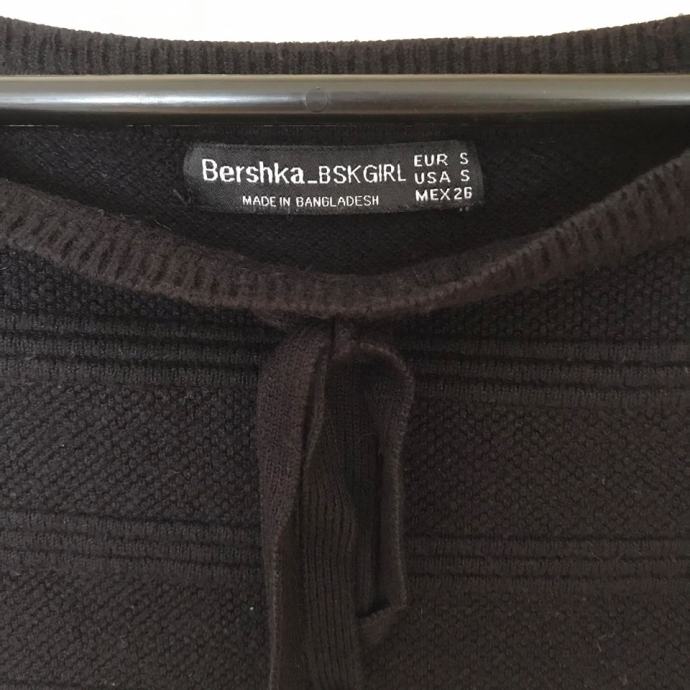 Bershka_BSKGIRL
MADE IN BANGLADESH
EUR S
USA S
MEX 26